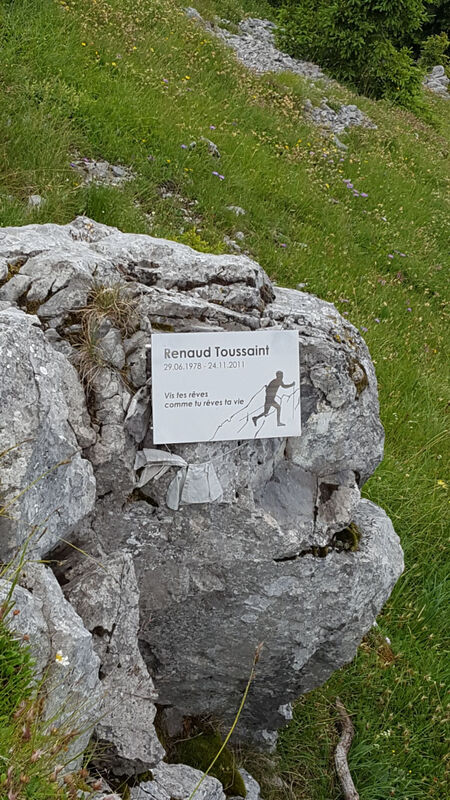 Renaud Toussaint
29.06.1978 - 24.11.2011
Vis tes rêves
comme tu rêves ta vie